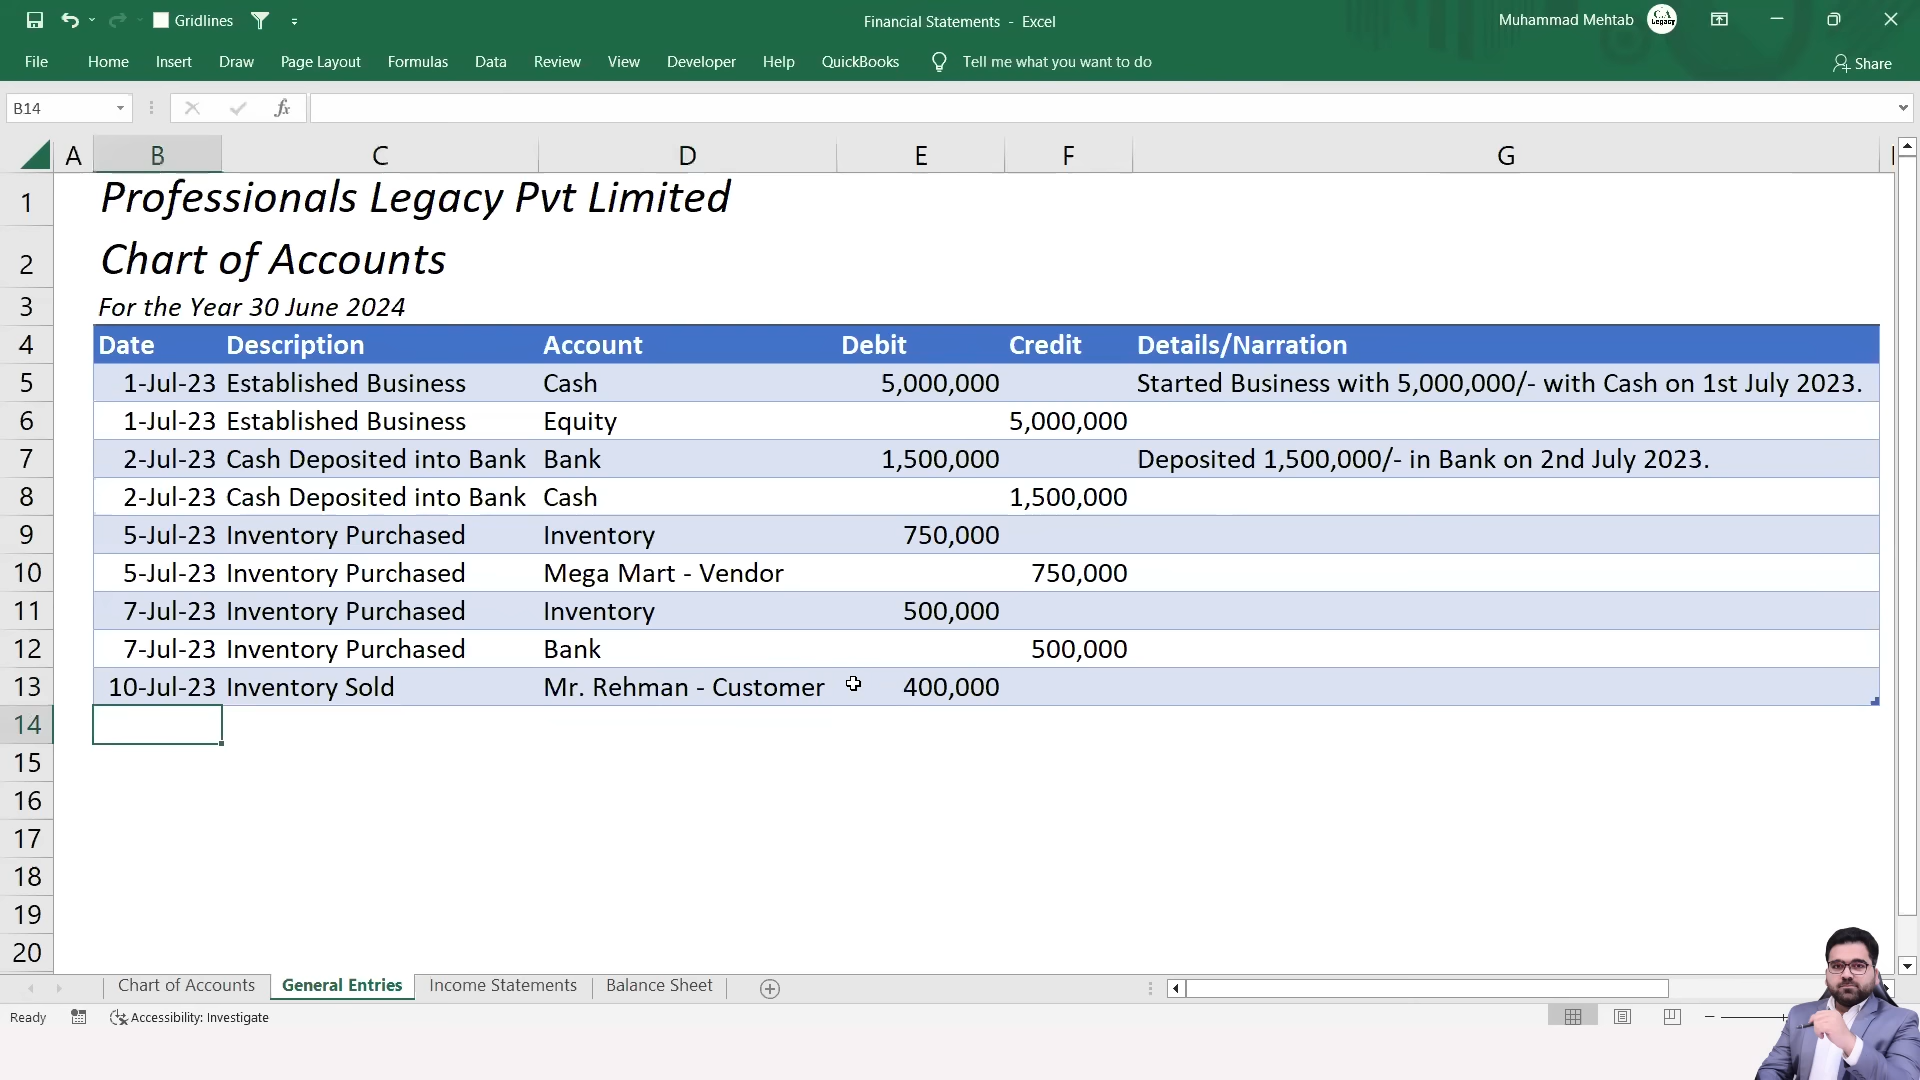 Gridlines
Financial Statements - Excel
Muhammad Mehtab
C.A Legacy
File Home Insert Draw Page Layout Formulas Data Review View Developer Help QuickBooks Tell me what you want to do Share
B14 fx
A B C D E F G
1 Professionals Legacy Pvt Limited
2 Chart of Accounts
3 For the Year 30 June 2024
4 Date Description Account Debit Credit Details/Narration
5 1-Jul-23 Established Business Cash 5,000,000 Started Business with 5,000,000/- with Cash on 1st July 2023.
6 1-Jul-23 Established Business Equity 5,000,000
7 2-Jul-23 Cash Deposited into Bank Bank 1,500,000 Deposited 1,500,000/- in Bank on 2nd July 2023.
8 2-Jul-23 Cash Deposited into Bank Cash 1,500,000
9 5-Jul-23 Inventory Purchased Inventory 750,000
10 5-Jul-23 Inventory Purchased Mega Mart - Vendor 750,000
11 7-Jul-23 Inventory Purchased Inventory 500,000
12 7-Jul-23 Inventory Purchased Bank 500,000
13 10-Jul-23 Inventory Sold Mr. Rehman - Customer 400,000
14
15
16
17
18
19
20
Chart of Accounts General Entries Income Statements Balance Sheet
Ready Accessibility: Investigate